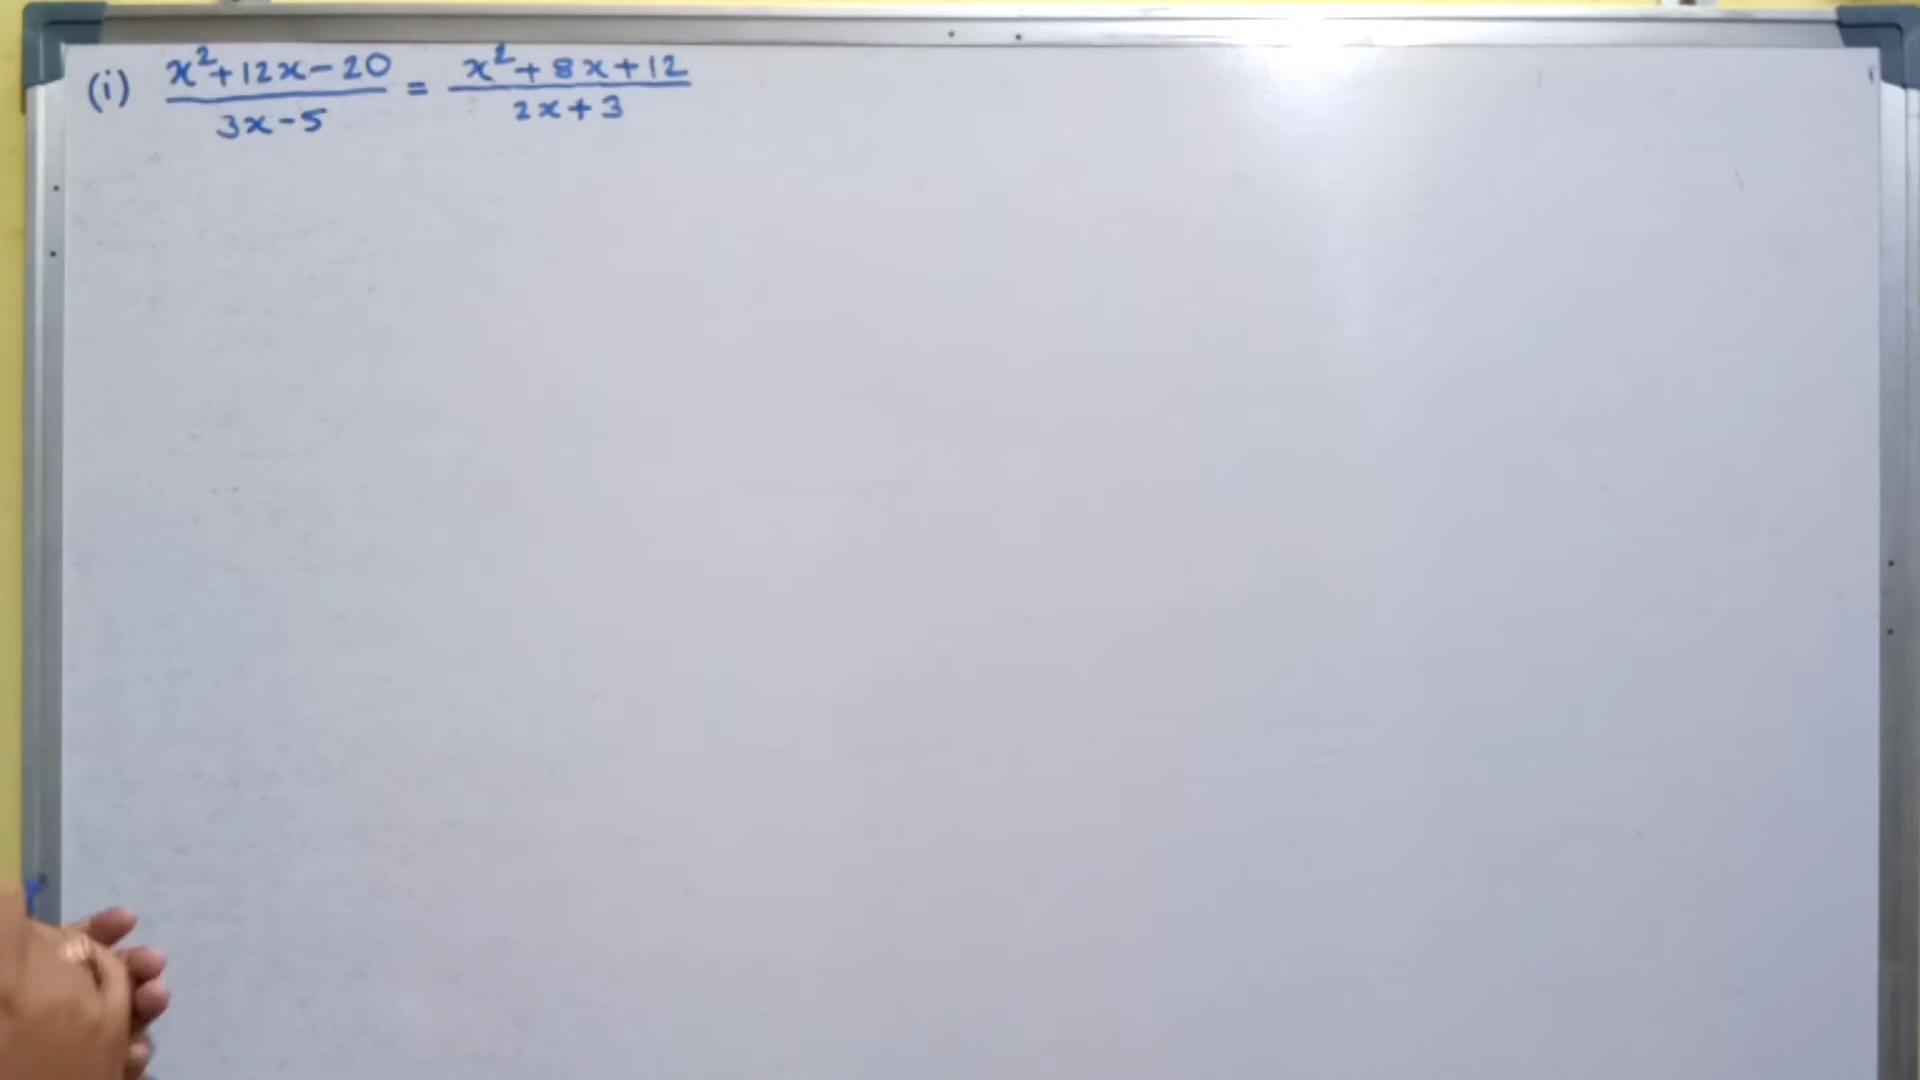 (i) x²+12x-20 / 3x-5 = x²+8x+12 / 2x+3